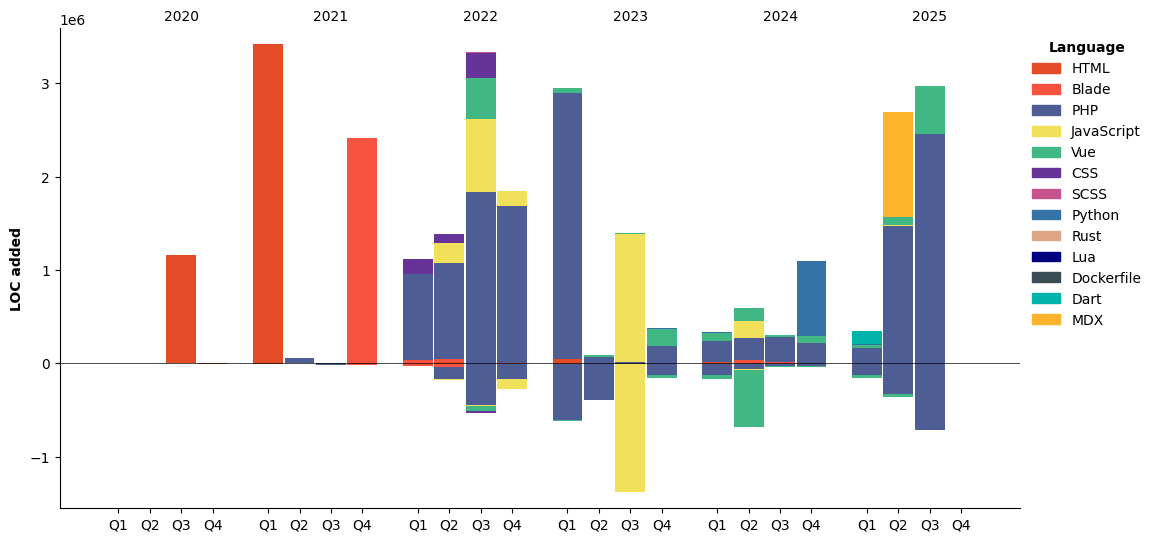 1e6
2020 2021 2022 2023 2024 2025
Language
HTML
Blade
PHP
JavaScript
Vue
CSS
SCSS
Python
Rust
Lua
Dockerfile
Dart
MDX
LOC added
3
2
1
0
−1
Q1 Q2 Q3 Q4 Q1 Q2 Q3 Q4 Q1 Q2 Q3 Q4 Q1 Q2 Q3 Q4 Q1 Q2 Q3 Q4 Q1 Q2 Q3 Q4